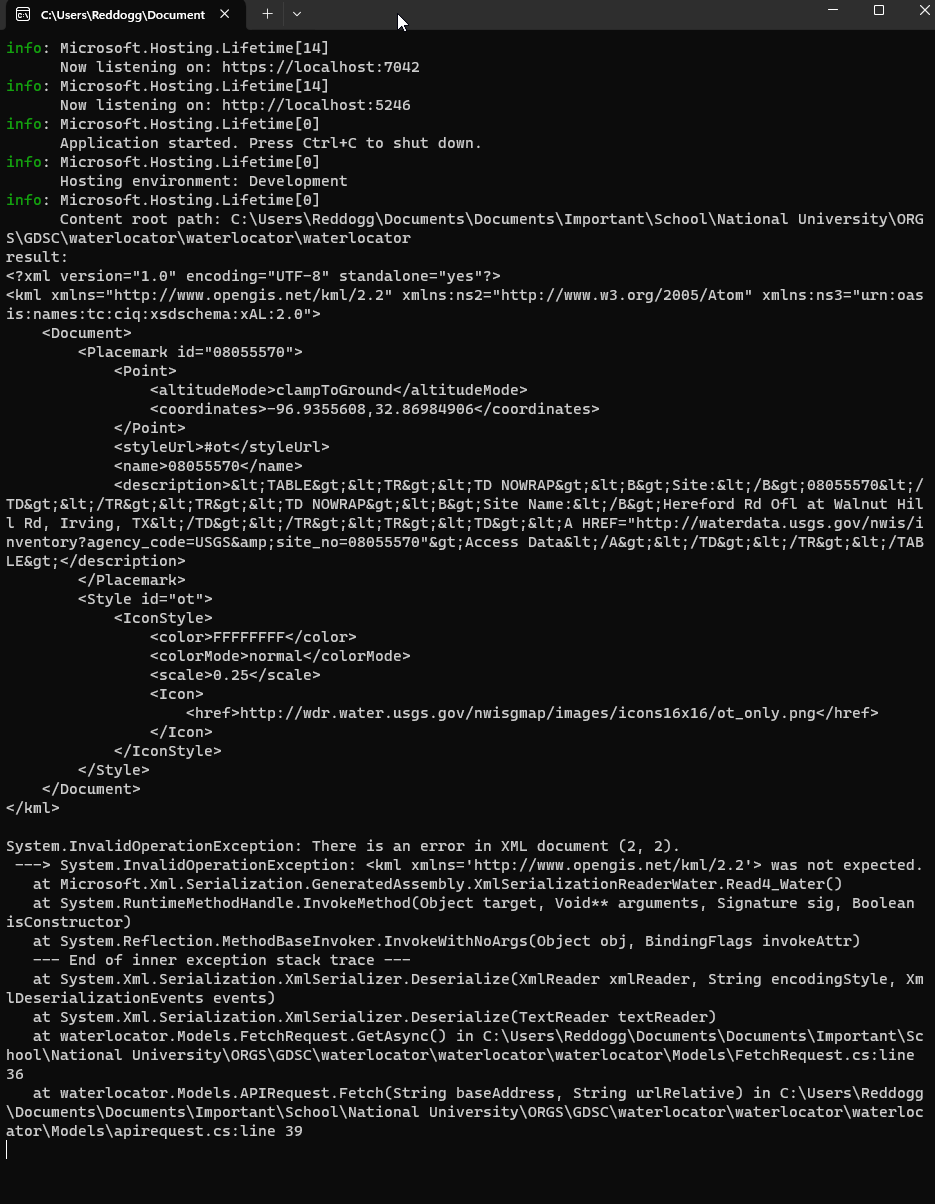 C:\Users\Reddogg\Document
info: Microsoft.Hosting.Lifetime[14]
      Now listening on: https://localhost:7042
info: Microsoft.Hosting.Lifetime[14]
      Now listening on: http://localhost:5246
info: Microsoft.Hosting.Lifetime[0]
      Application started. Press Ctrl+C to shut down.
info: Microsoft.Hosting.Lifetime[0]
      Hosting environment: Development
info: Microsoft.Hosting.Lifetime[0]
      Content root path: C:\Users\Reddogg\Documents\Documents\Important\School\National University\ORG
S\GDSC\waterlocator\waterlocator\waterlocator
result:
<?xml version="1.0" encoding="UTF-8" standalone="yes"?>
<kml xmlns="http://www.opengis.net/kml/2.2" xmlns:ns2="http://www.w3.org/2005/Atom" xmlns:ns3="urn:oas
is:names:tc:ciq:xsdschema:xAL:2.0">
    <Document>
        <Placemark id="08055570">
            <Point>
                <altitudeMode>clampToGround</altitudeMode>
                <coordinates>-96.9355608,32.86984906</coordinates>
            </Point>
            <styleUrl>#ot</styleUrl>
            <name>08055570</name>
            <description>&lt;TABLE&gt;&lt;TR&gt;&lt;TD NOWRAP&gt;&lt;B&gt;Site:&lt;/B&gt;08055570&lt;/
TD&gt;&lt;/TR&gt;&lt;TR&gt;&lt;TD NOWRAP&gt;&lt;B&gt;Site Name:&lt;/B&gt;Hereford Rd Ofl at Walnut Hil
l Rd, Irving, TX&lt;/TD&gt;&lt;/TR&gt;&lt;TR&gt;&lt;TD&gt;&lt;A HREF="http://waterdata.usgs.gov/nwis/i
nventory?agency_code=USGS&amp;site_no=08055570"&gt;Access Data&lt;/A&gt;&lt;/TD&gt;&lt;/TR&gt;&lt;/TAB
LE&gt;</description>
        </Placemark>
        <Style id="ot">
            <IconStyle>
                <color>FFFFFFFF</color>
                <colorMode>normal</colorMode>
                <scale>0.25</scale>
                <Icon>
                    <href>http://wdr.water.usgs.gov/nwisgmap/images/icons16x16/ot_only.png</href>
                </Icon>
            </IconStyle>
        </Style>
    </Document>
</kml>
System.InvalidOperationException: There is an error in XML document (2, 2).
 ---> System.InvalidOperationException: <kml xmlns='http://www.opengis.net/kml/2.2'> was not expected.
   at Microsoft.Xml.Serialization.GeneratedAssembly.XmlSerializationReaderWater.Read4_Water()
   at System.RuntimeMethodHandle.InvokeMethod(Object target, Void** arguments, Signature sig, Boolean
isConstructor)
   at System.Reflection.MethodBaseInvoker.InvokeWithNoArgs(Object obj, BindingFlags invokeAttr)
   --- End of inner exception stack trace ---
   at System.Xml.Serialization.XmlSerializer.Deserialize(XmlReader xmlReader, String encodingStyle, Xm
lDeserializationEvents events)
   at System.Xml.Serialization.XmlSerializer.Deserialize(TextReader textReader)
   at waterlocator.Models.FetchRequest.GetAsync() in C:\Users\Reddogg\Documents\Documents\Important\Sc
hool\National University\ORGS\GDSC\waterlocator\waterlocator\waterlocator\Models\FetchRequest.cs:line
36
   at waterlocator.Models.APIRequest.Fetch(String baseAddress, String urlRelative) in C:\Users\Reddogg
\Documents\Documents\Important\School\National University\ORGS\GDSC\waterlocator\waterlocator\waterloc
ator\Models\apirequest.cs:line 39